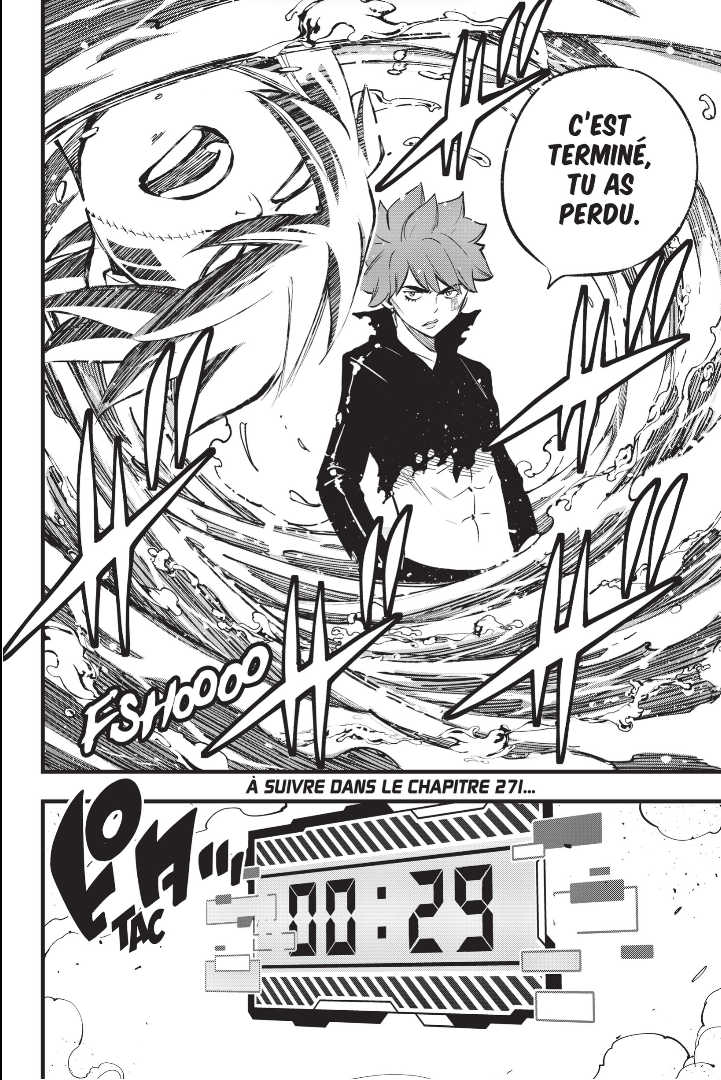 C'EST
TERMINÉ,
TU AS
PERDU.
FSHOOOO
À SUIVRE DANS LE CHAPITRE 271...
TAC
00:29